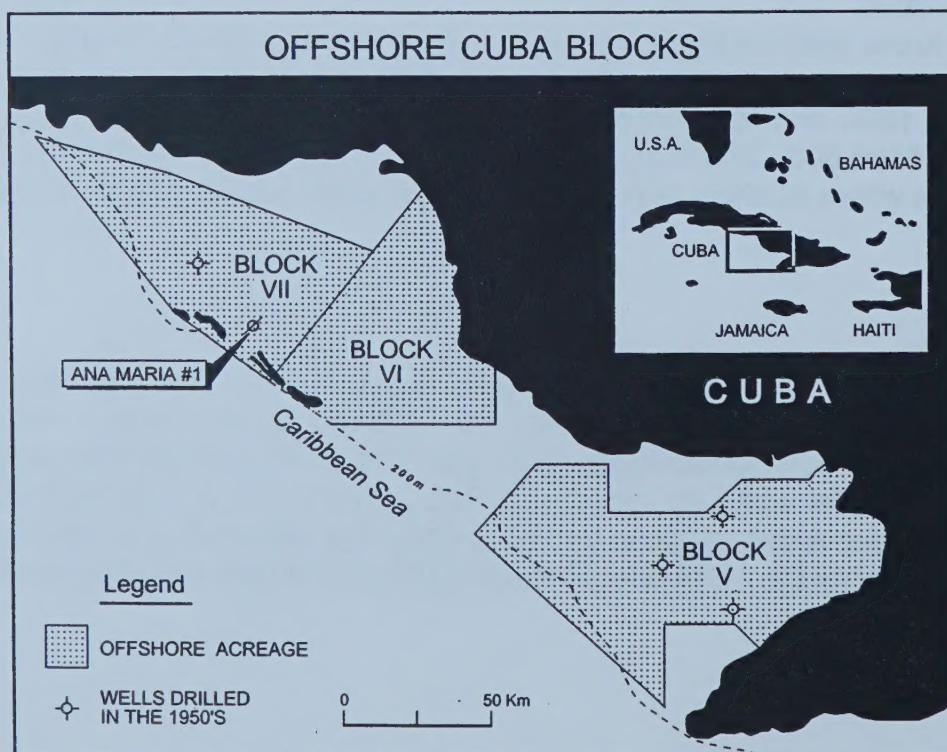 OFFSHORE CUBA BLOCKS
U.S.A.
BAHAMAS
CUBA
JAMAICA
HAITI
BLOCK
VII
BLOCK
VI
ANA MARIA #1
CUBA
Caribbean Sea
200m
BLOCK
V
Legend
OFFSHORE ACREAGE
WELLS DRILLED
IN THE 1950'S
0
50 Km